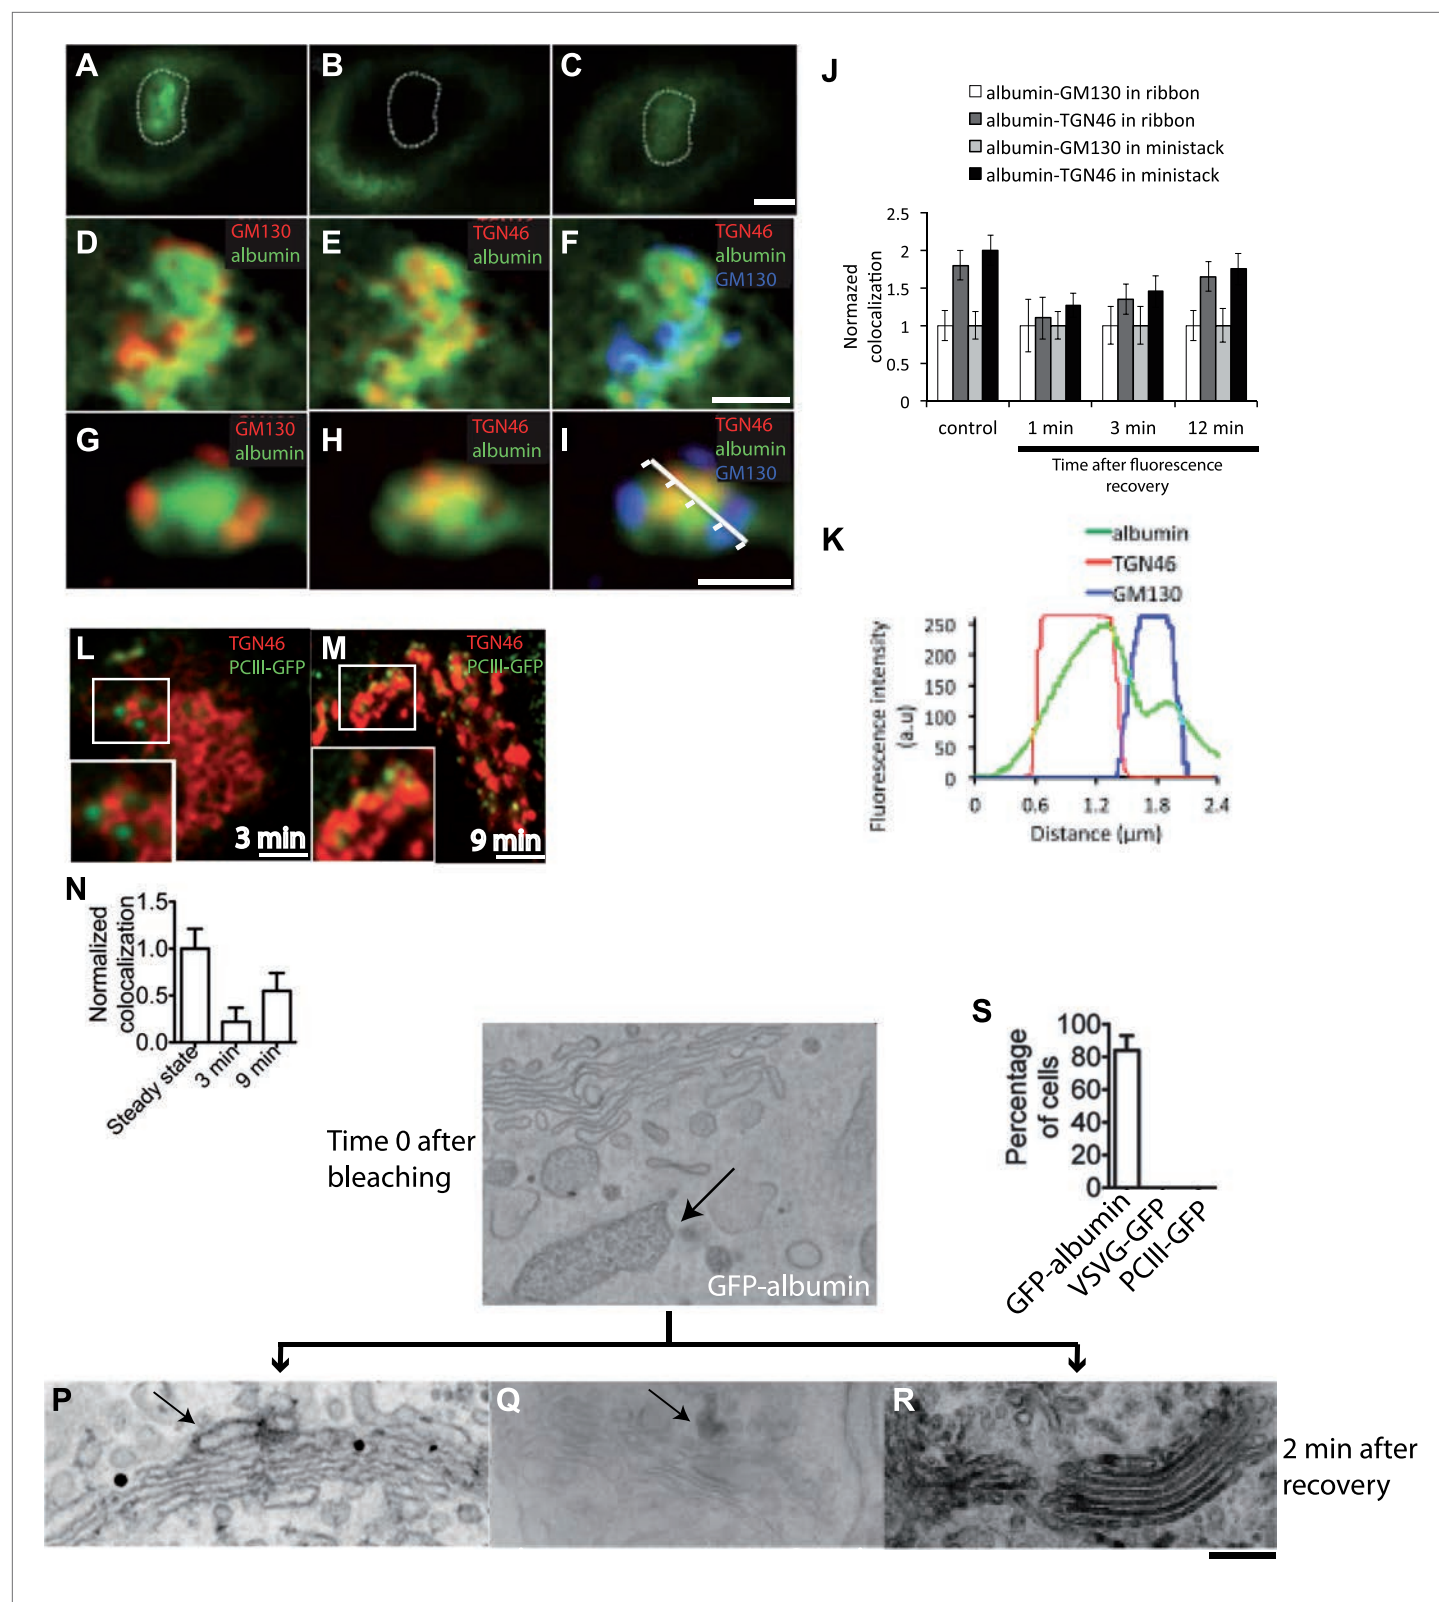 A
B
C
D
GM130
albumin
E
TGN46
albumin
F
TGN46
albumin
GM130
G
GM130
albumin
H
TGN46
albumin
I
TGN46
albumin
GM130
J
albumin-GM130 in ribbon
albumin-TGN46 in ribbon
albumin-GM130 in ministack
albumin-TGN46 in ministack
Normazed
colocalization
2.5
2
1.5
1
0.5
0
control
1 min
3 min
12 min
Time after fluorescence
recovery
K
albumin
TGN46
GM130
Fluorescence intensity
(a.u)
250
200
150
100
50
0
0
0.6
1.2
1.8
2.4
Distance (µm)
L
TGN46
PCIII-GFP
3 min
M
TGN46
PCIII-GFP
9 min
N
Normalized
colocalization
1.5
1.0
0.5
0.0
Steady state
3 min
9 min
Time 0 after
bleaching
GFP-albumin
S
Percentage
of cells
100
80
60
40
20
0
GFP-albumin
VSVG-GFP
PCIII-GFP
P
Q
R
2 min after
recovery